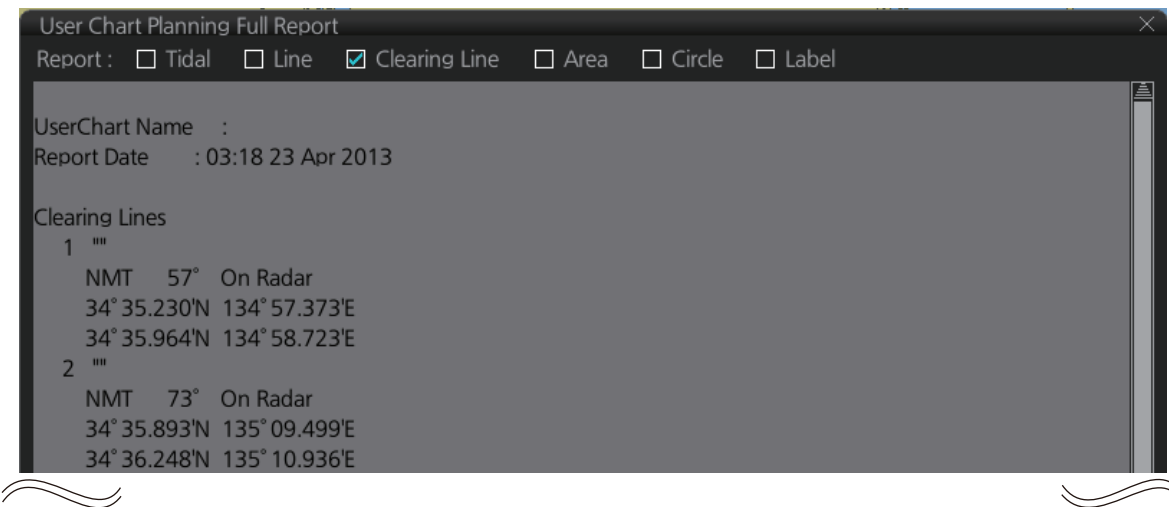 User Chart Planning Full Report
Report : Tidal Line Clearing Line Area Circle Label
UserChart Name :
Report Date : 03:18 23 Apr 2013
Clearing Lines
1 ""
NMT 57° On Radar
34°35.230'N 134°57.373'E
34°35.964'N 134°58.723'E
2 ""
NMT 73° On Radar
34°35.893'N 135°09.499'E
34°36.248'N 135°10.936'E